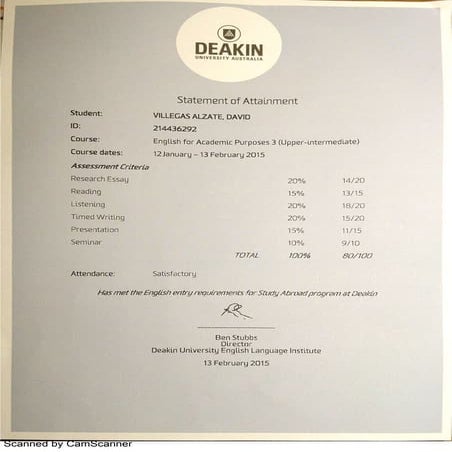 DEAKIN
UNIVERSITY AUSTRALIA
Statement of Attainment
Student: VILLEGAS ALZATE, DAVID
ID: 214436292
Course: English for Academic Purposes 3 (Upper-intermediate)
Course dates: 12 January – 13 February 2015
Assessment Criteria
Research Essay 20% 14/20
Reading 15% 13/15
Listening 20% 18/20
Timed Writing 20% 15/20
Presentation 15% 11/15
Seminar 10% 9/10
TOTAL 100% 80/100
Attendance: Satisfactory
Has met the English entry requirements for Study Abroad program at Deakin
Ben Stubbs
Director
Deakin University English Language Institute
13 February 2015
Scanned by CamScanner